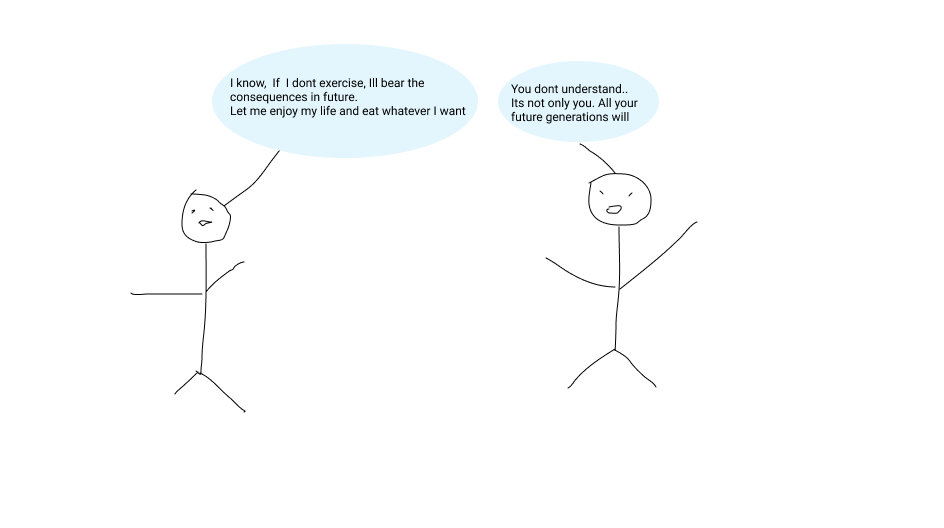 I know,  If  I dont exercise, Ill bear the
consequences in future.
Let me enjoy my life and eat whatever I want
You dont understand..
Its not only you. All your
future generations will